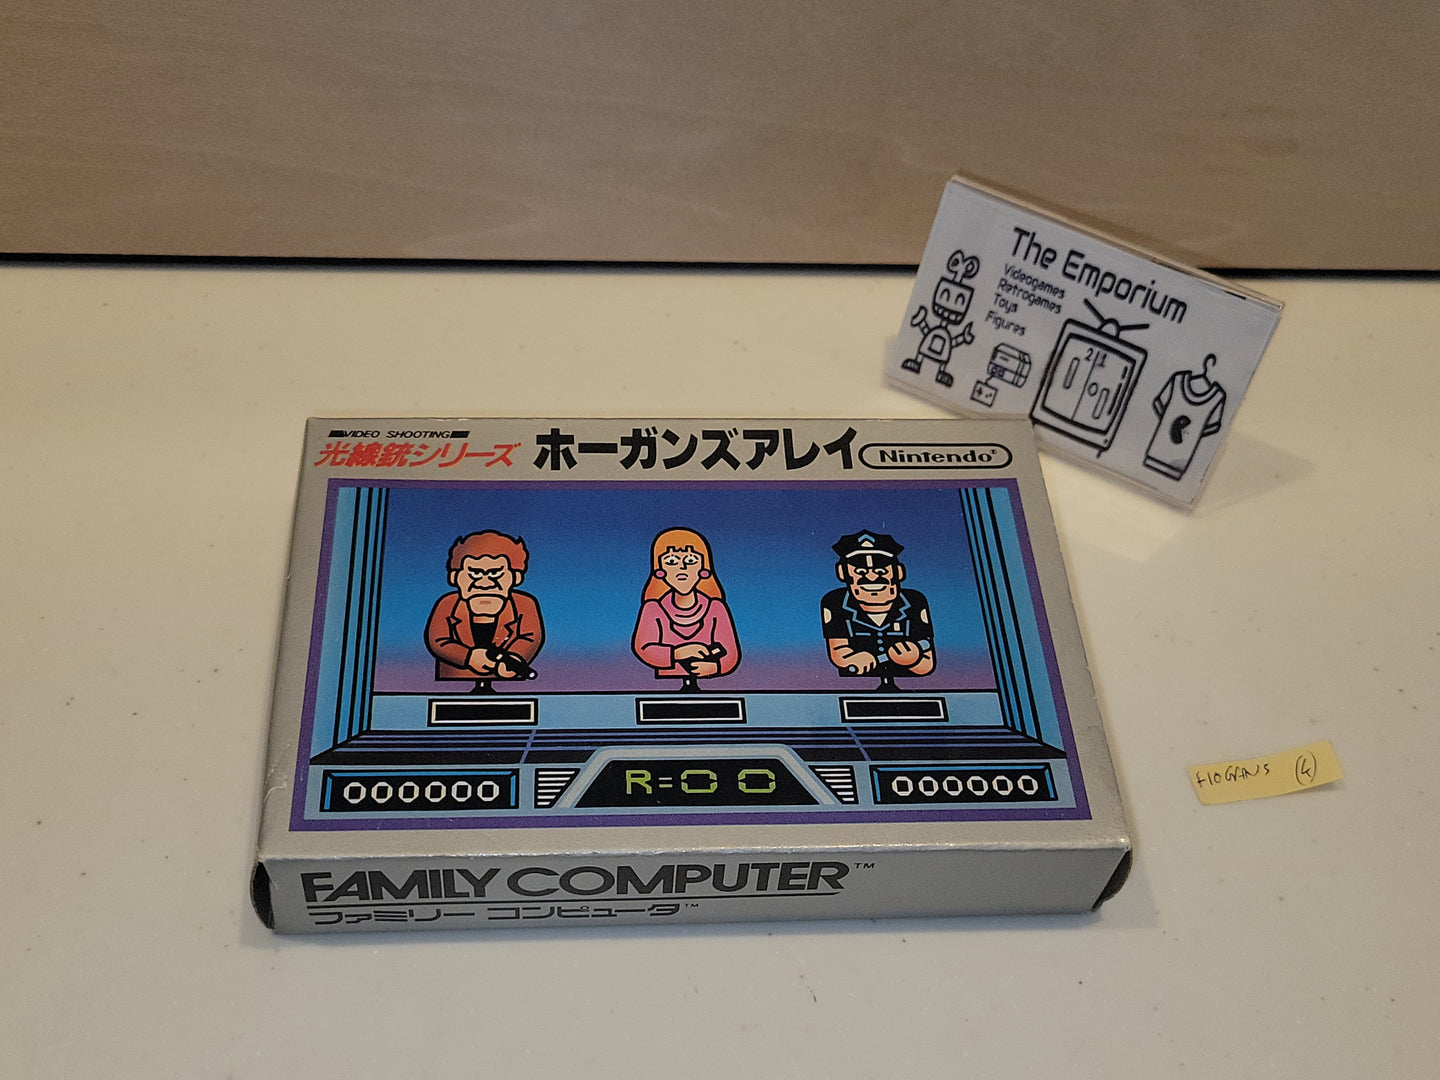 The Emporium
Videogames
Retrogames
Toys
Figures
21
VIDEO SHOOTING
光線銃シリーズ
ホーガンズアレイ
Nintendo®
000000
R=00
000000
FAMILY COMPUTER™
ファミリー コンピュータ™
(4)